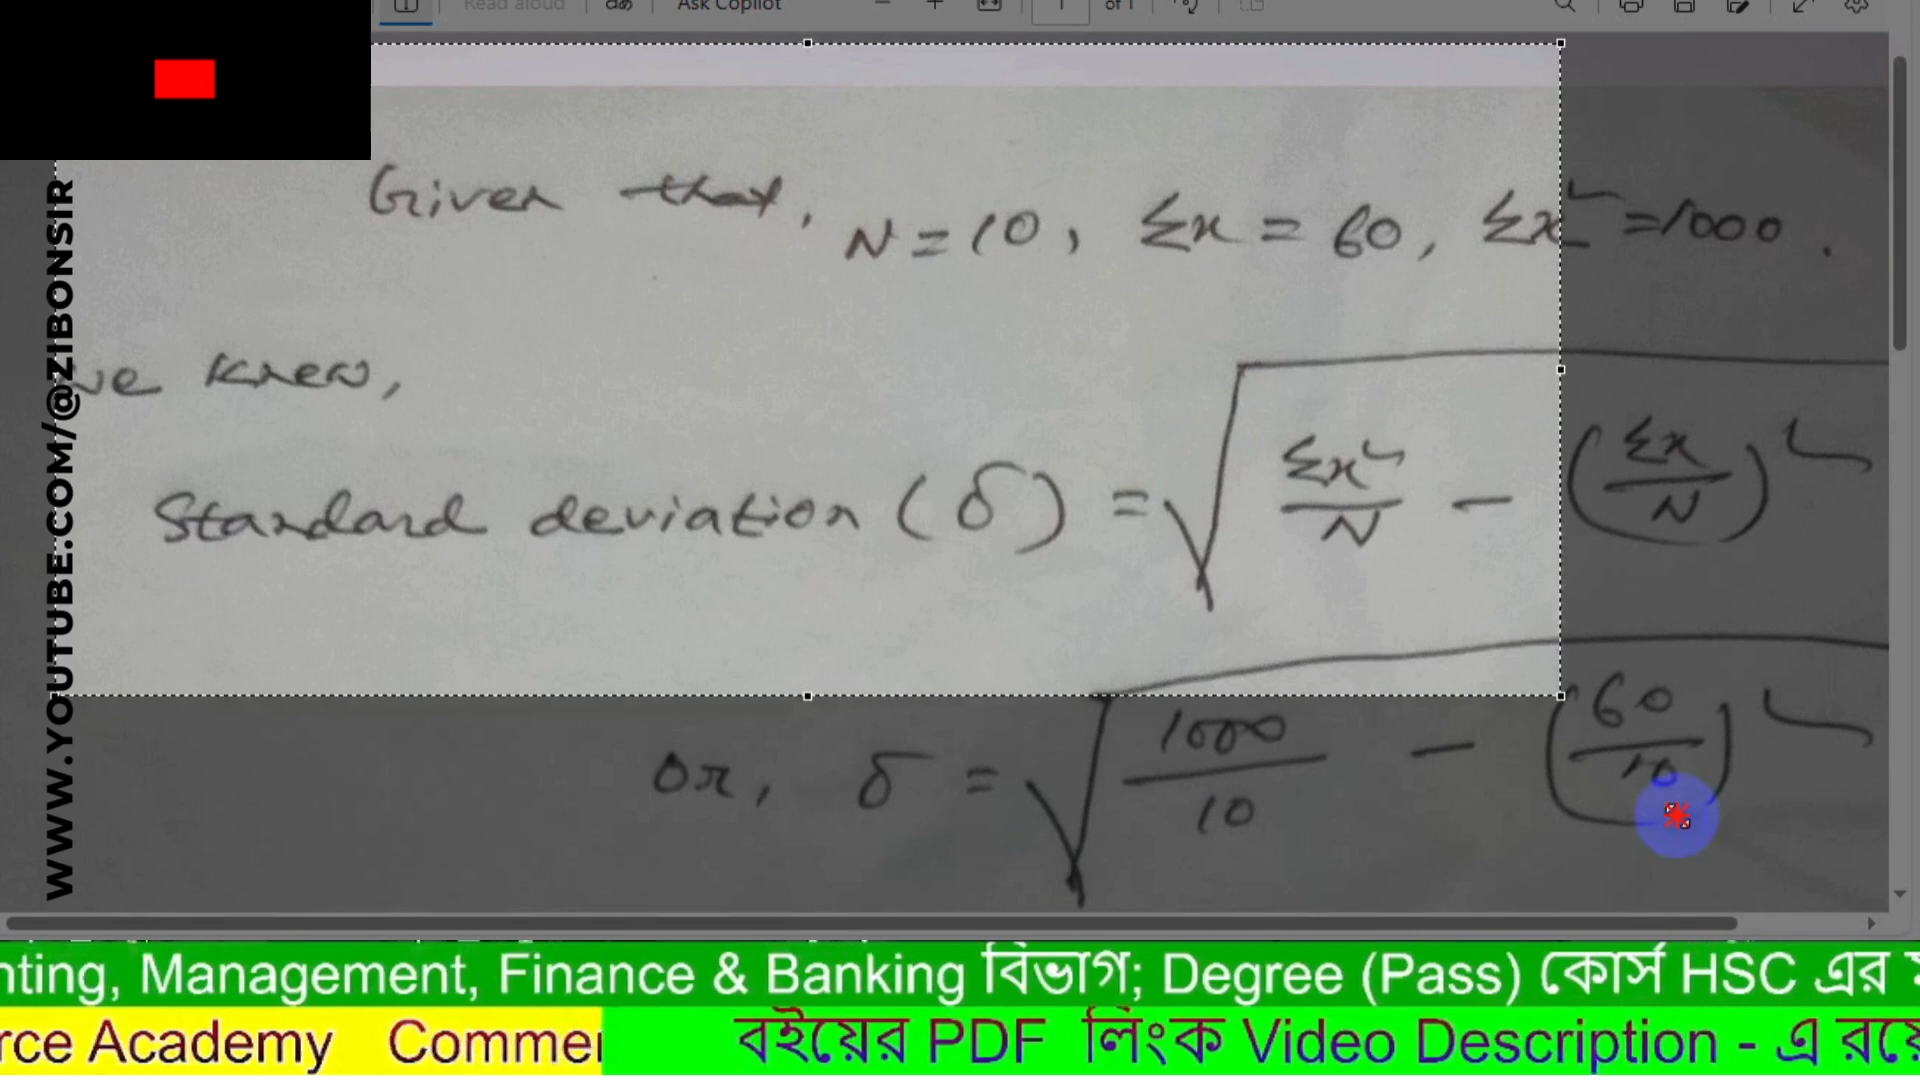 Read aloud Ask Copilot 1 of 1
Given that, N = 10, Σx = 60, Σx² = 1000.
we know,
Standard deviation (δ) = √ Σx²/N − (Σx/N)²
or, δ = √ 1000/10 − (60/10)²
WWW.YOUTUBE.COM/@ZIBONSIR
nting, Management, Finance & Banking বিভাগ; Degree (Pass) কোর্স HSC এর
rce Academy Commer
বইয়ের PDF লিংক Video Description - এ রয়ে